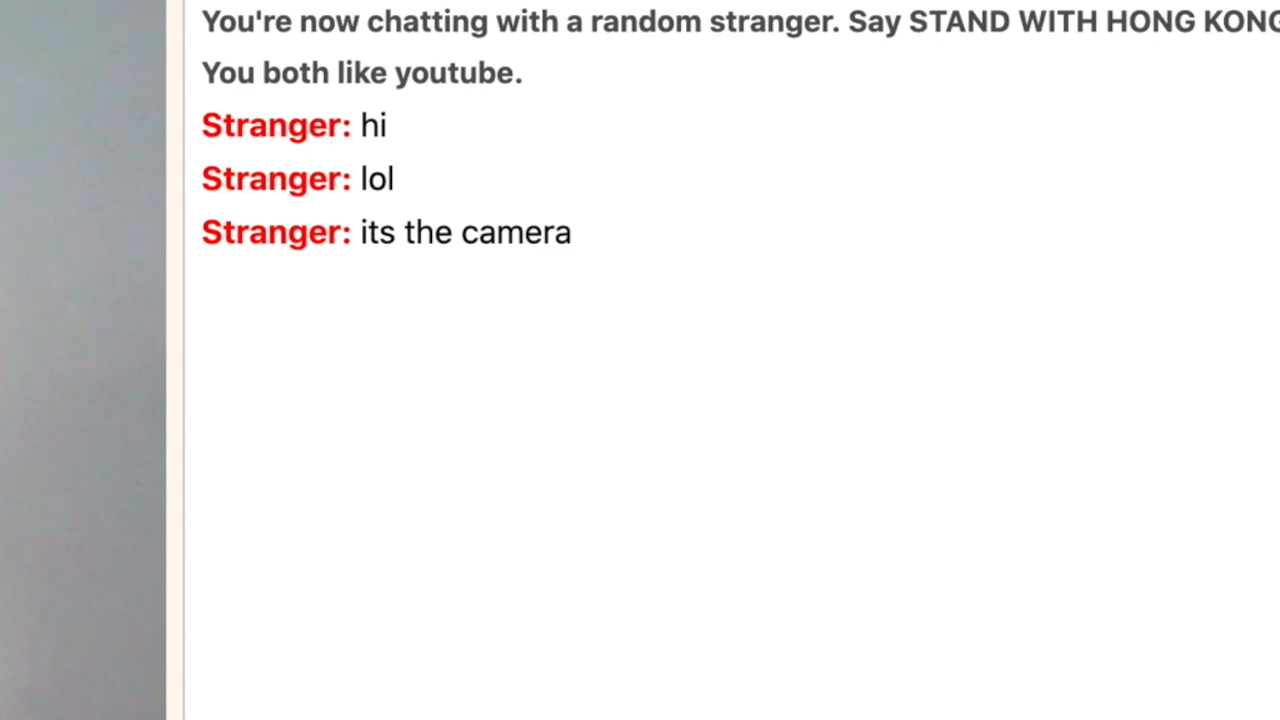 You're now chatting with a random stranger. Say STAND WITH HONG KONG
You both like youtube.
Stranger: hi
Stranger: lol
Stranger: its the camera